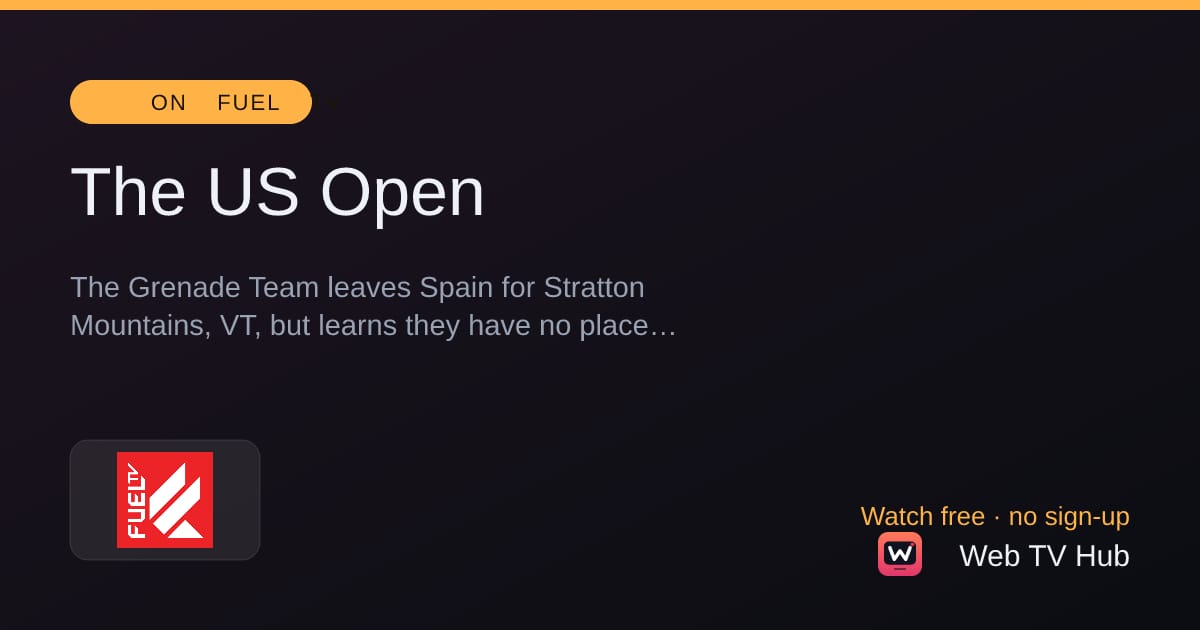 ON FUEL
The US Open
The Grenade Team leaves Spain for Stratton
Mountains, VT, but learns they have no place…
FUEL TV
Watch free · no sign-up
W
Web TV Hub